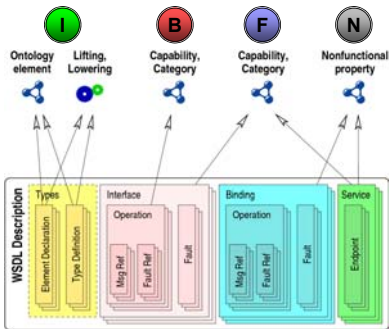 I B F N
Ontology element
Lifting, Lowering
Capability, Category
Capability, Category
Nonfunctional property
WSDL Description
Types
Element Declaration
Type Definition
Interface
Operation
Msg Ref
Fault Ref
Fault
Binding
Operation
Msg Ref
Fault Ref
Fault
Service
Endpoint